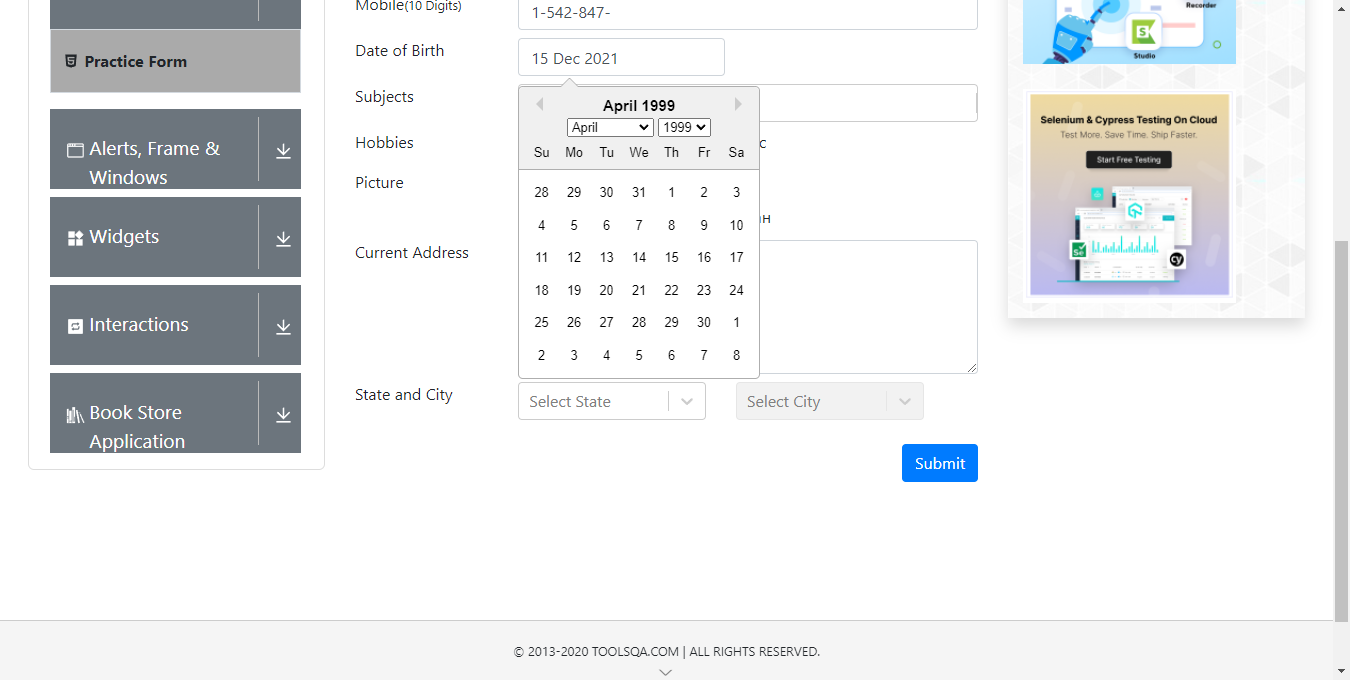 Mobile(10 Digits)
1-542-847-
Practice Form
Date of Birth
15 Dec 2021
Subjects
April 1999
April 1999
Su Mo Tu We Th Fr Sa
28 29 30 31 1 2 3
4 5 6 7 8 9 10
11 12 13 14 15 16 17
18 19 20 21 22 23 24
25 26 27 28 29 30 1
2 3 4 5 6 7 8
Hobbies
c
Picture
Current Address
State and City
Select State
Select City
Submit
Alerts, Frame &
Windows
Widgets
Interactions
Book Store
Application
Recorder
Studio
Selenium & Cypress Testing On Cloud
Test More. Save Time. Ship Faster.
Start Free Testing
© 2013-2020 TOOLSQA.COM | ALL RIGHTS RESERVED.